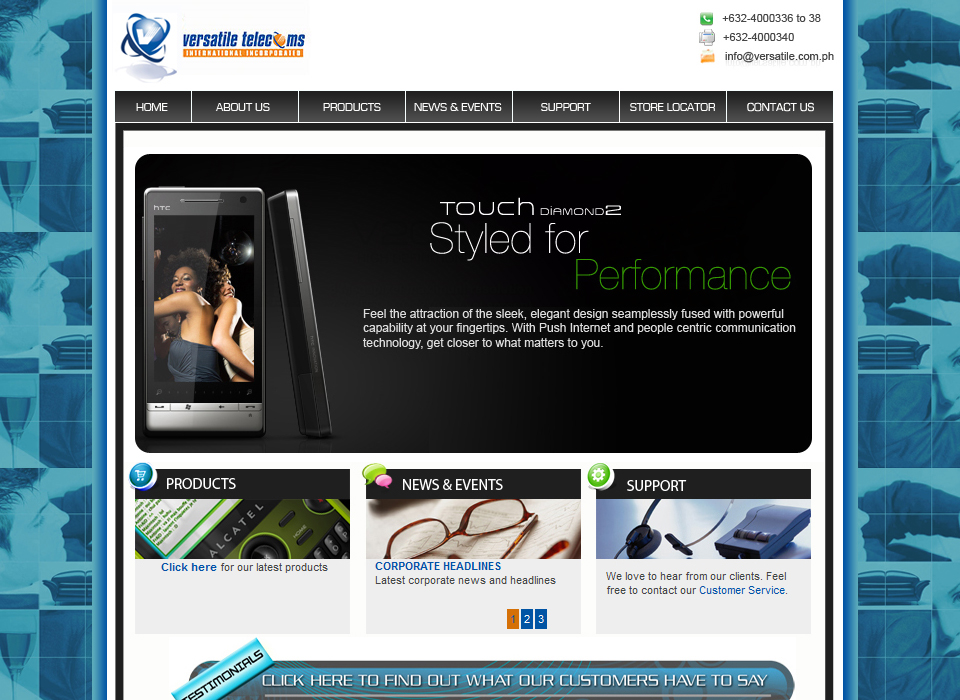 versatile telecoms
INTERNATIONAL INCORPORATED
+632-4000336 to 38
+632-4000340
info@versatile.com.ph
HOME
ABOUT US
PRODUCTS
NEWS & EVENTS
SUPPORT
STORE LOCATOR
CONTACT US
htc
TOUCH DIAMOND2
Styled for
Performance
Feel the attraction of the sleek, elegant design seamplessly fused with powerful
capability at your fingertips. With Push Internet and people centric communication
technology, get closer to what matters to you.
PRODUCTS
ALCATEL
HOME
Click here for our latest products
NEWS & EVENTS
CORPORATE HEADLINES
Latest corporate news and headlines
1 2 3
SUPPORT
We love to hear from our clients. Feel
free to contact our Customer Service.
TESTIMONIALS
CLICK HERE TO FIND OUT WHAT OUR CUSTOMERS HAVE TO SAY